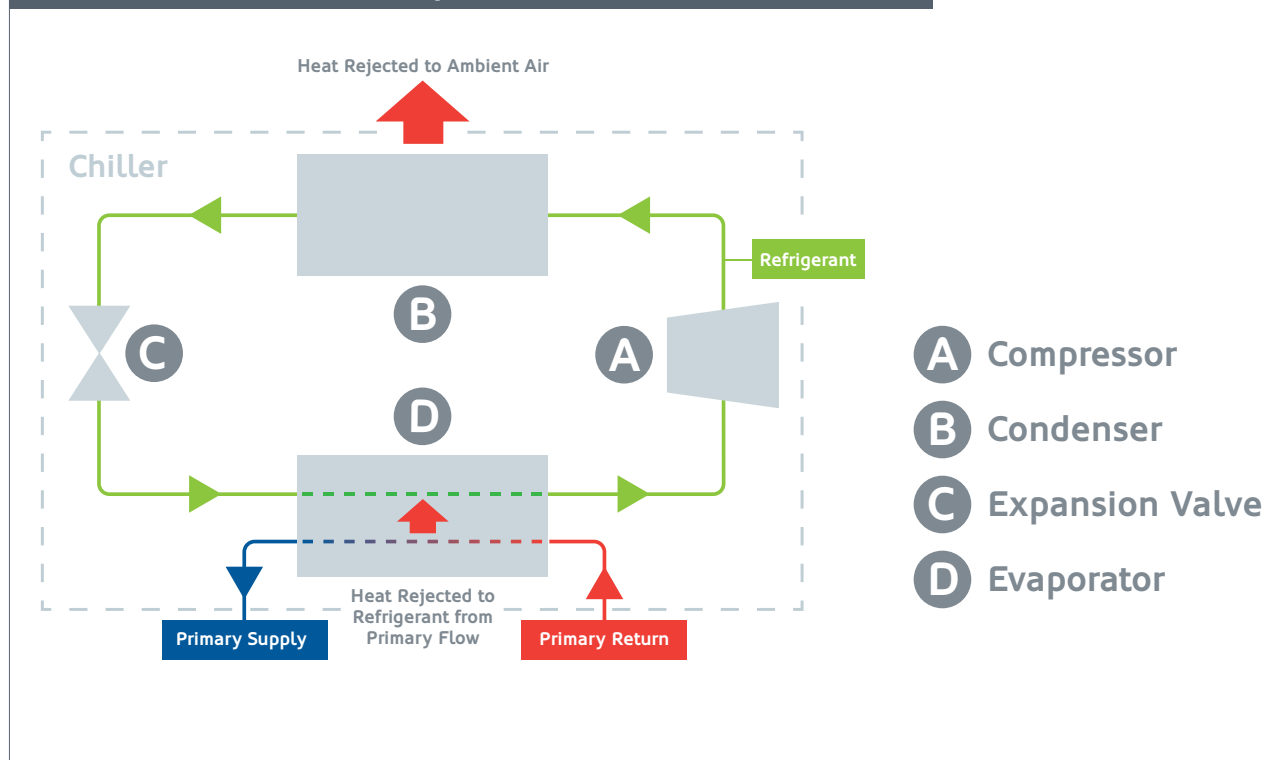 Heat Rejected to Ambient Air
Chiller
Refrigerant
B
C
A
D
A Compressor
B Condenser
C Expansion Valve
D Evaporator
Heat Rejected to
Refrigerant from
Primary Flow
Primary Supply
Primary Return